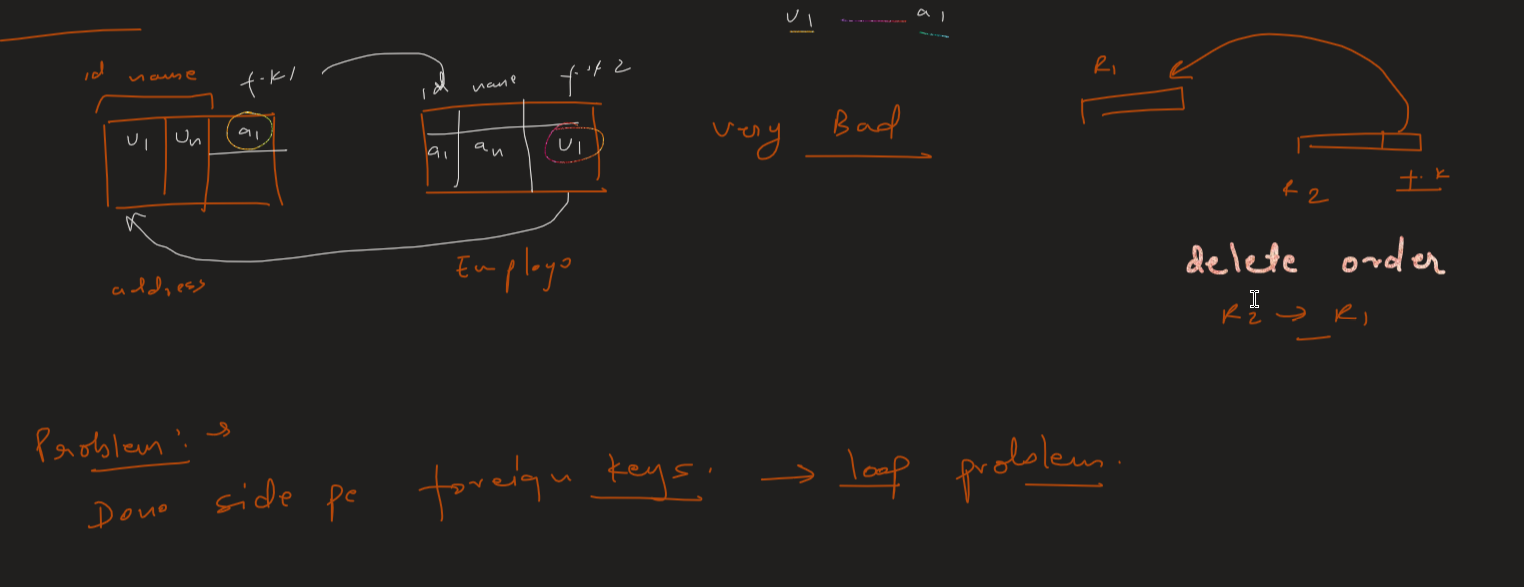 U1 a1
id name f.k1
id name f.k2
U1 Un a1
a1 an U1
address
Employe
Very Bad
R1
R2 f.k
delete order
R2 → R1
Problem: →
Dono side pe foreign keys. → loop problem.